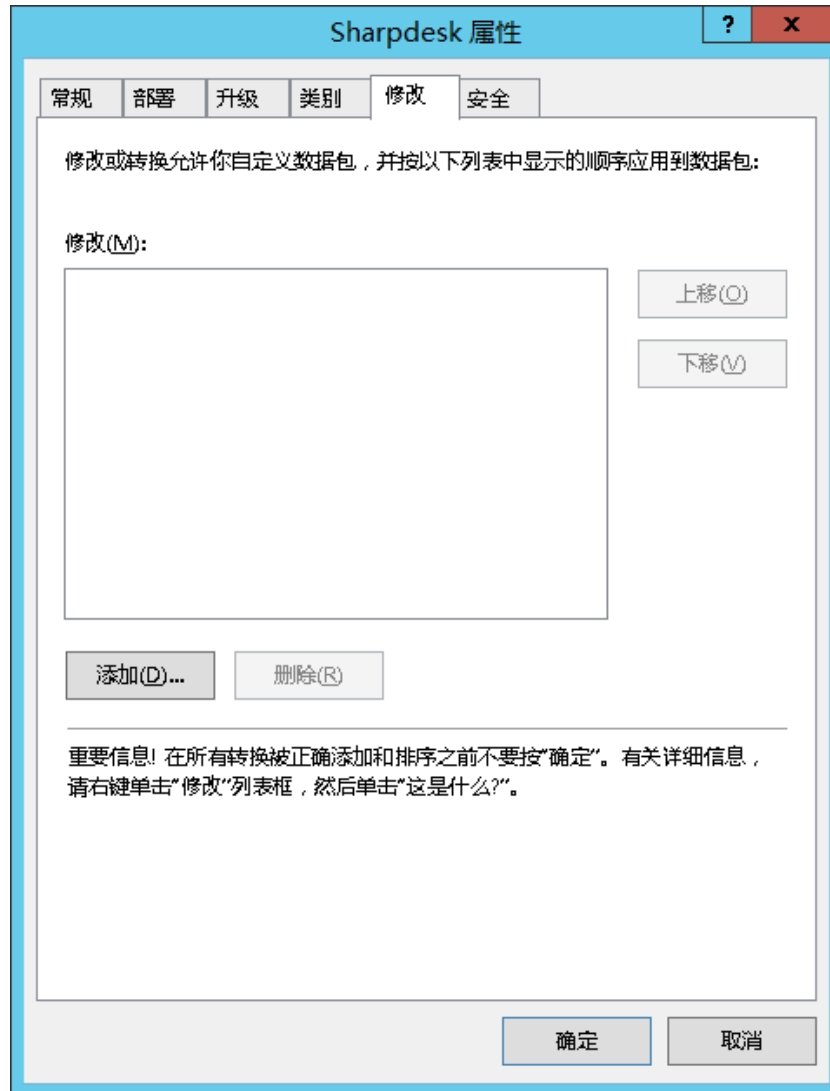 Sharpdesk 属性
?
x
常规 部署 升级 类别 修改 安全
修改或转换允许你自定义数据包，并按以下列表中显示的顺序应用到数据包:
修改(M):
上移(O)
下移(V)
添加(D)...
删除(R)
重要信息! 在所有转换被正确添加和排序之前不要按"确定"。有关详细信息，
请右键单击"修改"列表框，然后单击"这是什么?"。
确定
取消